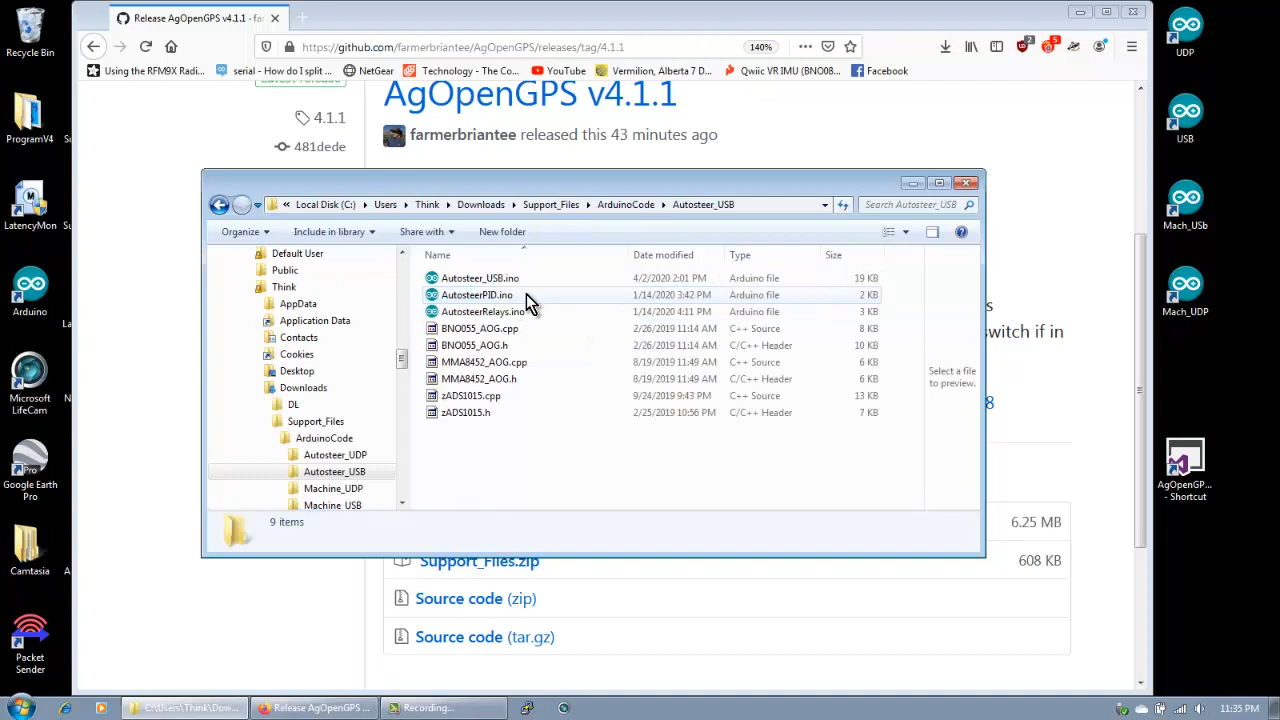 Release AgOpenGPS v4.1.1 - fa
https://github.com/farmerbriantee/AgOpenGPS/releases/tag/4.1.1
140%
2
5
Using the RFM9X Radi...
serial - How do I split ...
NetGear
Technology - The Co...
YouTube
Vermilion, Alberta 7 D...
Qwiic VR IMU (BNO08...
Facebook
Recycle Bin
ProgramV4
LatencyMon
Arduino
Microsoft
LifeCam
Google Earth
Pro
Camtasia
Packet
Sender
4.1.1
481dede
AgOpenGPS v4.1.1
farmerbriantee released this 43 minutes ago
Local Disk (C:)
Users
Think
Downloads
Support_Files
ArduinoCode
Autosteer_USB
Search Autosteer_USB
Organize
Include in library
Share with
New folder
Default User
Public
Think
AppData
Application Data
Contacts
Cookies
Desktop
Downloads
DL
Support_Files
ArduinoCode
Autosteer_UDP
Autosteer_USB
Machine_UDP
Machine_USB
Name Date modified Type Size
Autosteer_USB.ino 4/2/2020 2:01 PM Arduino file 19 KB
AutosteerPID.ino 1/14/2020 3:42 PM Arduino file 2 KB
AutosteerRelays.ino 1/14/2020 4:11 PM Arduino file 3 KB
BNO055_AOG.cpp 2/26/2019 11:14 AM C++ Source 8 KB
BNO055_AOG.h 2/26/2019 11:14 AM C/C++ Header 10 KB
MMA8452_AOG.cpp 8/19/2019 11:49 AM C++ Source 6 KB
MMA8452_AOG.h 8/19/2019 11:49 AM C/C++ Header 6 KB
zADS1015.cpp 9/24/2019 9:43 PM C++ Source 13 KB
zADS1015.h 2/25/2019 10:56 PM C/C++ Header 7 KB
Select a file
to preview.
9 items
s
switch if in
8
6.25 MB
Support_Files.zip 608 KB
Source code (zip)
Source code (tar.gz)
UDP
USB
Mach_USb
Mach_UDP
AgOpenGP...
- Shortcut
C:\Users\Think\Dow...
Release AgOpenGPS ...
Recording...
11:35 PM